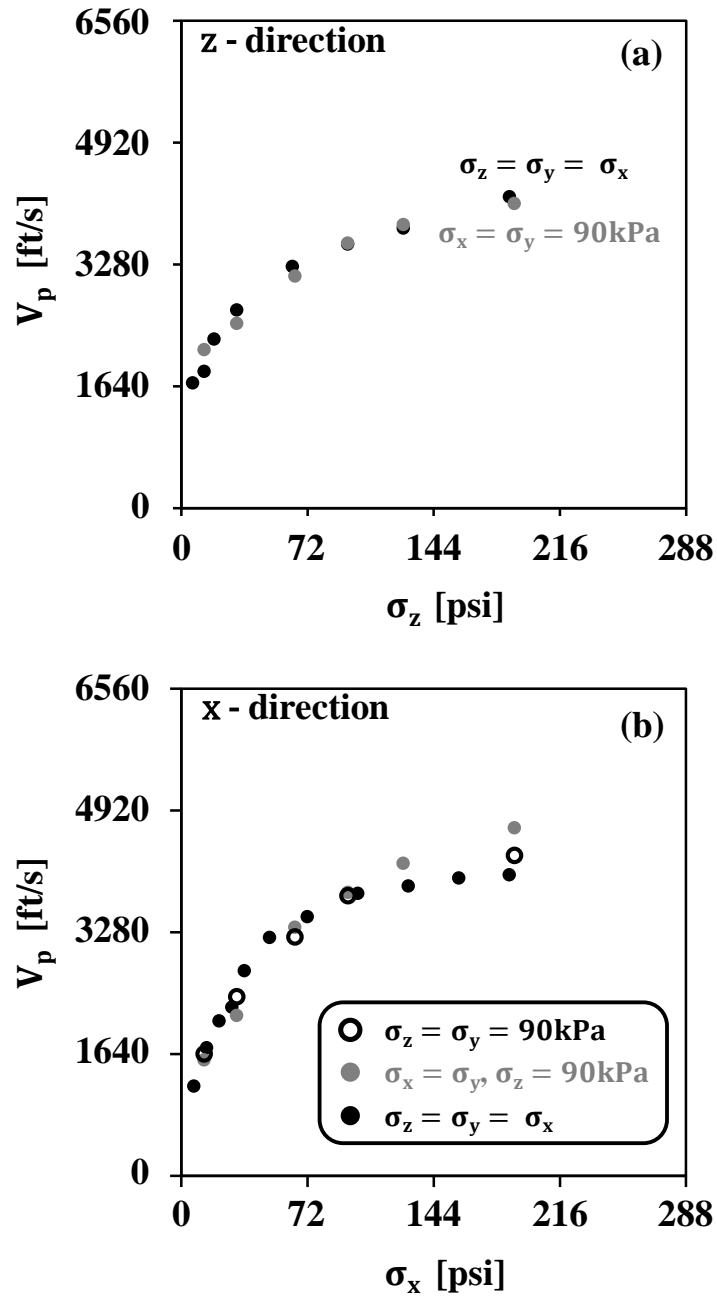 6560
z - direction
(a)
4920
σz = σy = σx
3280
σx = σy = 90kPa
1640
0
Vp [ft/s]
0 72 144 216 288
σz [psi]
6560
x - direction
(b)
4920
3280
1640
0
Vp [ft/s]
σz = σy = 90kPa
σx = σy, σz = 90kPa
σz = σy = σx
0 72 144 216 288
σx [psi]